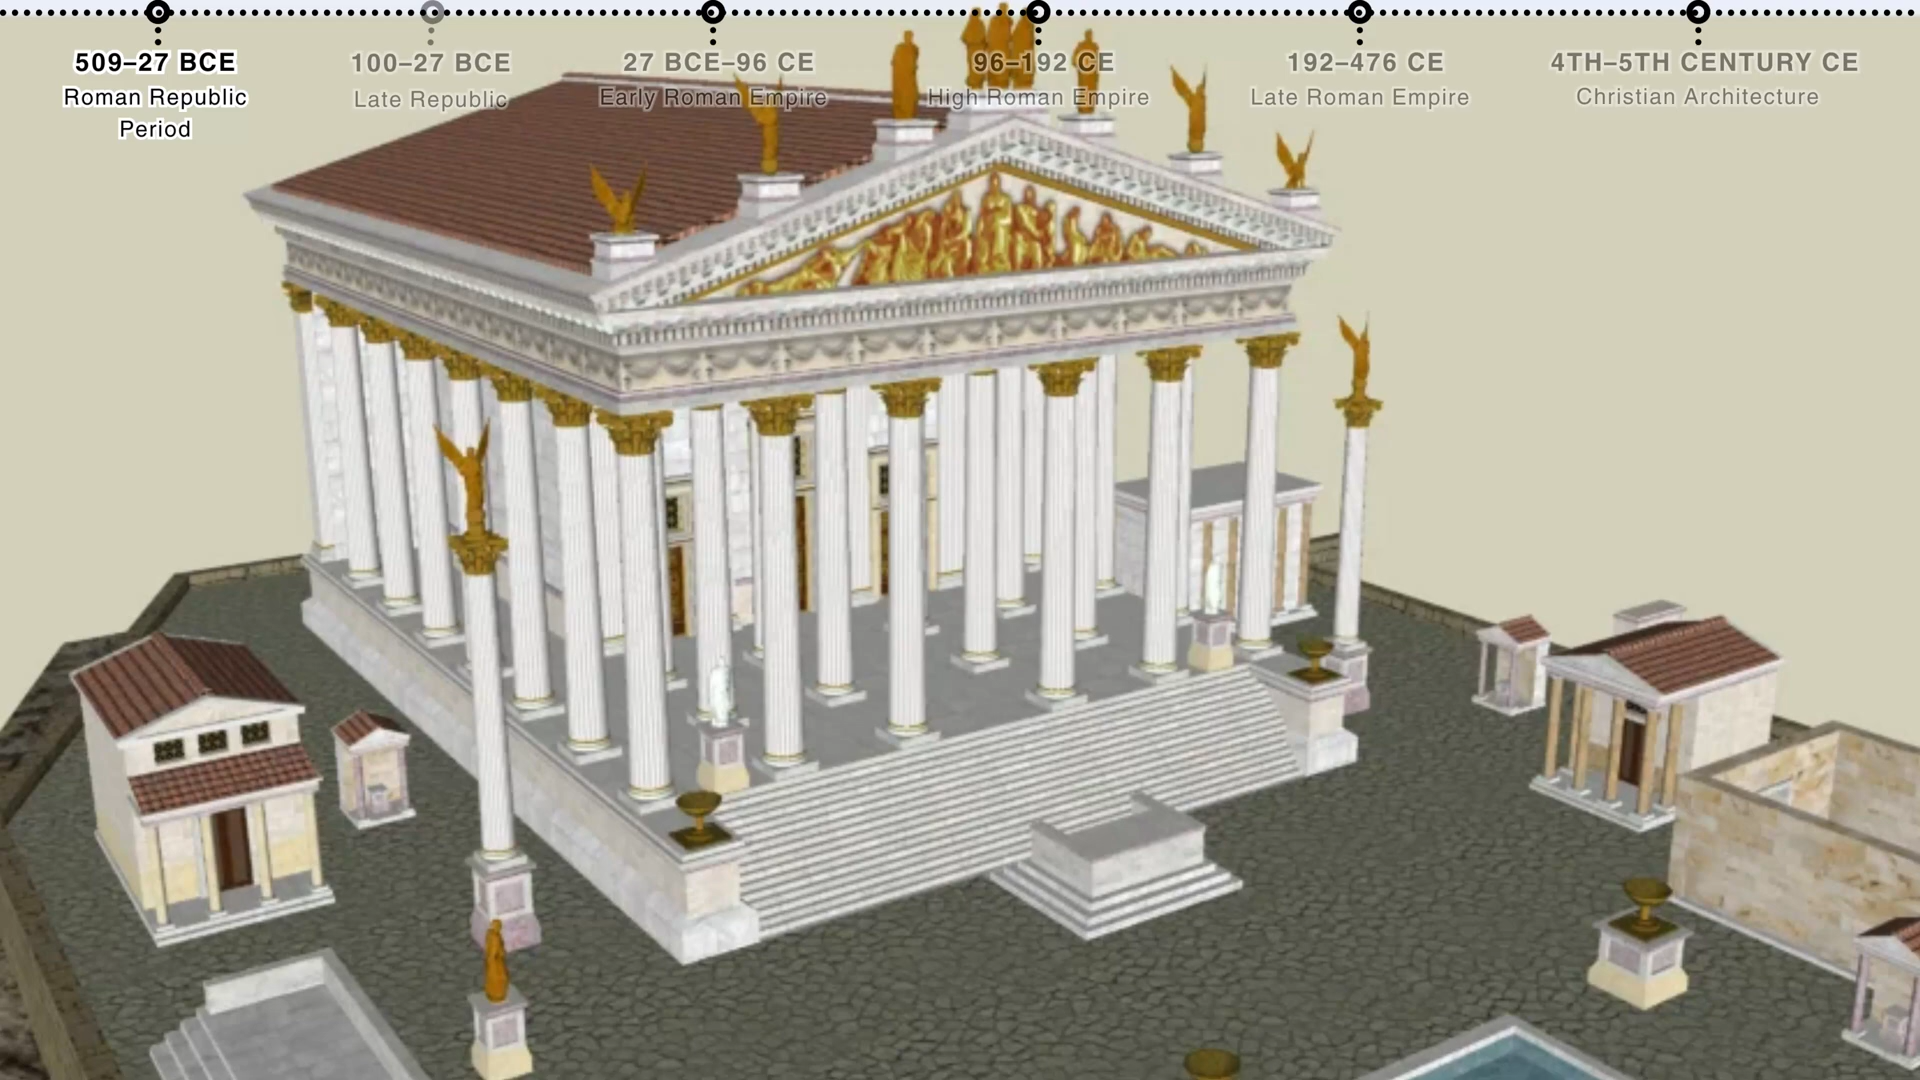 509–27 BCE
Roman Republic
Period
100–27 BCE
Late Republic
27 BCE–96 CE
Early Roman Empire
96–192 CE
High Roman Empire
192–476 CE
Late Roman Empire
4TH–5TH CENTURY CE
Christian Architecture